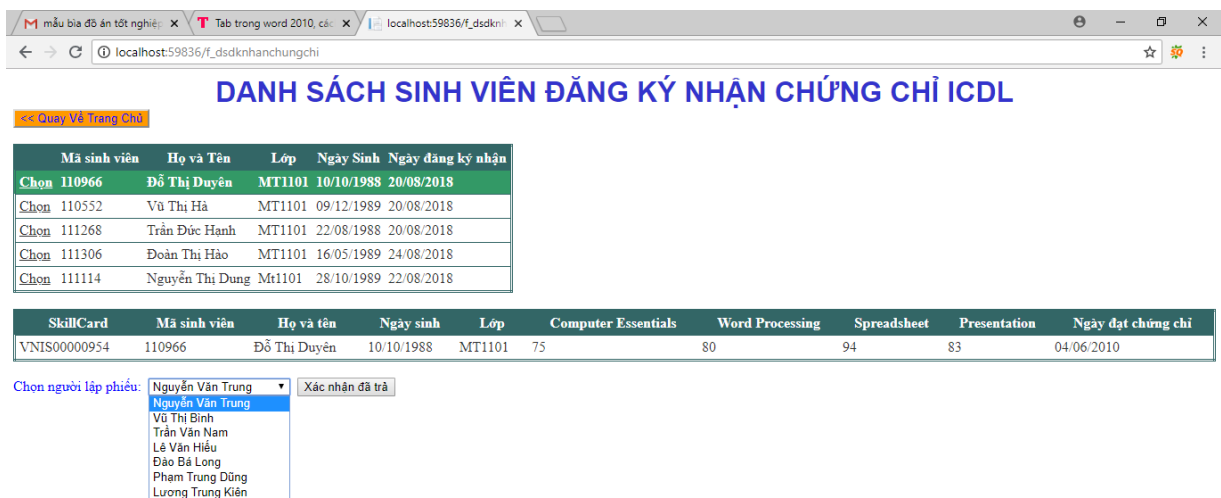 mẫu bìa đồ án tốt nghiệp
Tab trong word 2010, các
localhost:59836/f_dsdknh
localhost:59836/f_dsdknhanchungchi
DANH SÁCH SINH VIÊN ĐĂNG KÝ NHẬN CHỨNG CHỈ ICDL
<< Quay Về Trang Chủ
Mã sinh viên Họ và Tên Lớp Ngày Sinh Ngày đăng ký nhận
Chọn 110966 Đỗ Thị Duyên MT1101 10/10/1988 20/08/2018
Chọn 110552 Vũ Thị Hà MT1101 09/12/1989 20/08/2018
Chọn 111268 Trần Đức Hạnh MT1101 22/08/1988 20/08/2018
Chọn 111306 Đoàn Thị Hảo MT1101 16/05/1989 24/08/2018
Chọn 111114 Nguyễn Thị Dung Mt1101 28/10/1989 22/08/2018
SkillCard Mã sinh viên Họ và tên Ngày sinh Lớp Computer Essentials Word Processing Spreadsheet Presentation Ngày đạt chứng chỉ
VNIS00000954 110966 Đỗ Thị Duyên 10/10/1988 MT1101 75 80 94 83 04/06/2010
Chọn người lập phiếu: Nguyễn Văn Trung Xác nhận đã trả
Nguyễn Văn Trung
Vũ Thị Bình
Trần Văn Nam
Lê Văn Hiếu
Đào Bá Long
Phạm Trung Dũng
Lương Trung Kiên